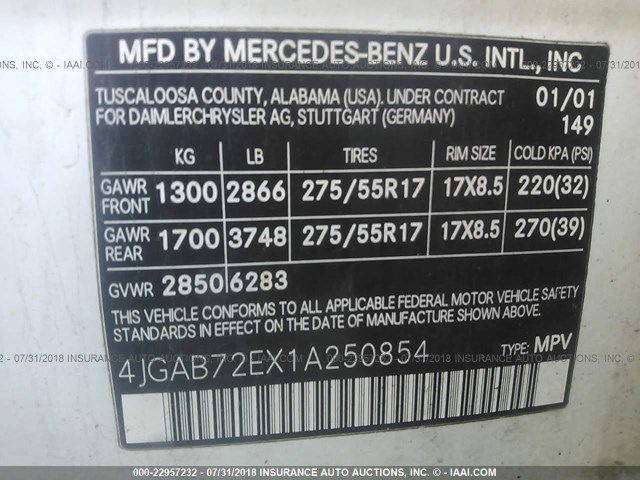 MFD BY MERCEDES-BENZ U.S. INTL., INC
TUSCALOOSA COUNTY, ALABAMA (USA). UNDER CONTRACT 01/01
FOR DAIMLERCHRYSLER AG, STUTTGART (GERMANY) 149
KG LB TIRES RIM SIZE COLD KPA (PSI)
GAWR FRONT 1300 2866 275/55R17 17X8.5 220(32)
GAWR REAR 1700 3748 275/55R17 17X8.5 270(39)
GVWR 2850 6283
THIS VEHICLE CONFORMS TO ALL APPLICABLE FEDERAL MOTOR VEHICLE SAFETY
STANDARDS IN EFFECT ON THE DATE OF MANUFACTURE SHOWN ABOVE.
4JGAB72EX1A250854 TYPE: MPV
000-22957232 - 07/31/2018 INSURANCE AUTO AUCTIONS, INC. - © IAAI.COM